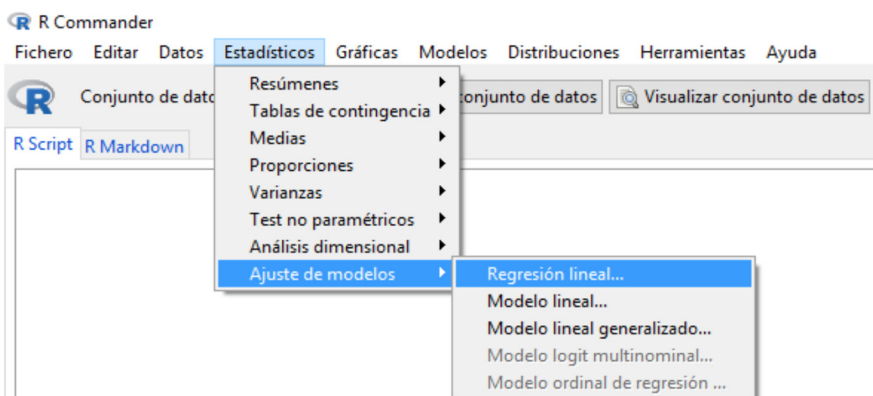 R Commander
Fichero Editar Datos Estadísticos Gráficas Modelos Distribuciones Herramientas Ayuda
R Conjunto de conjunto de datos Visualizar conjunto de datos
R Script R Markdown
Resúmenes
Tablas de contingencia
Medias
Proporciones
Varianzas
Test no paramétricos
Análisis dimensional
Ajuste de modelos
Regresión lineal...
Modelo lineal...
Modelo lineal generalizado...
Modelo logit multinominal...
Modelo ordinal de regresión ...